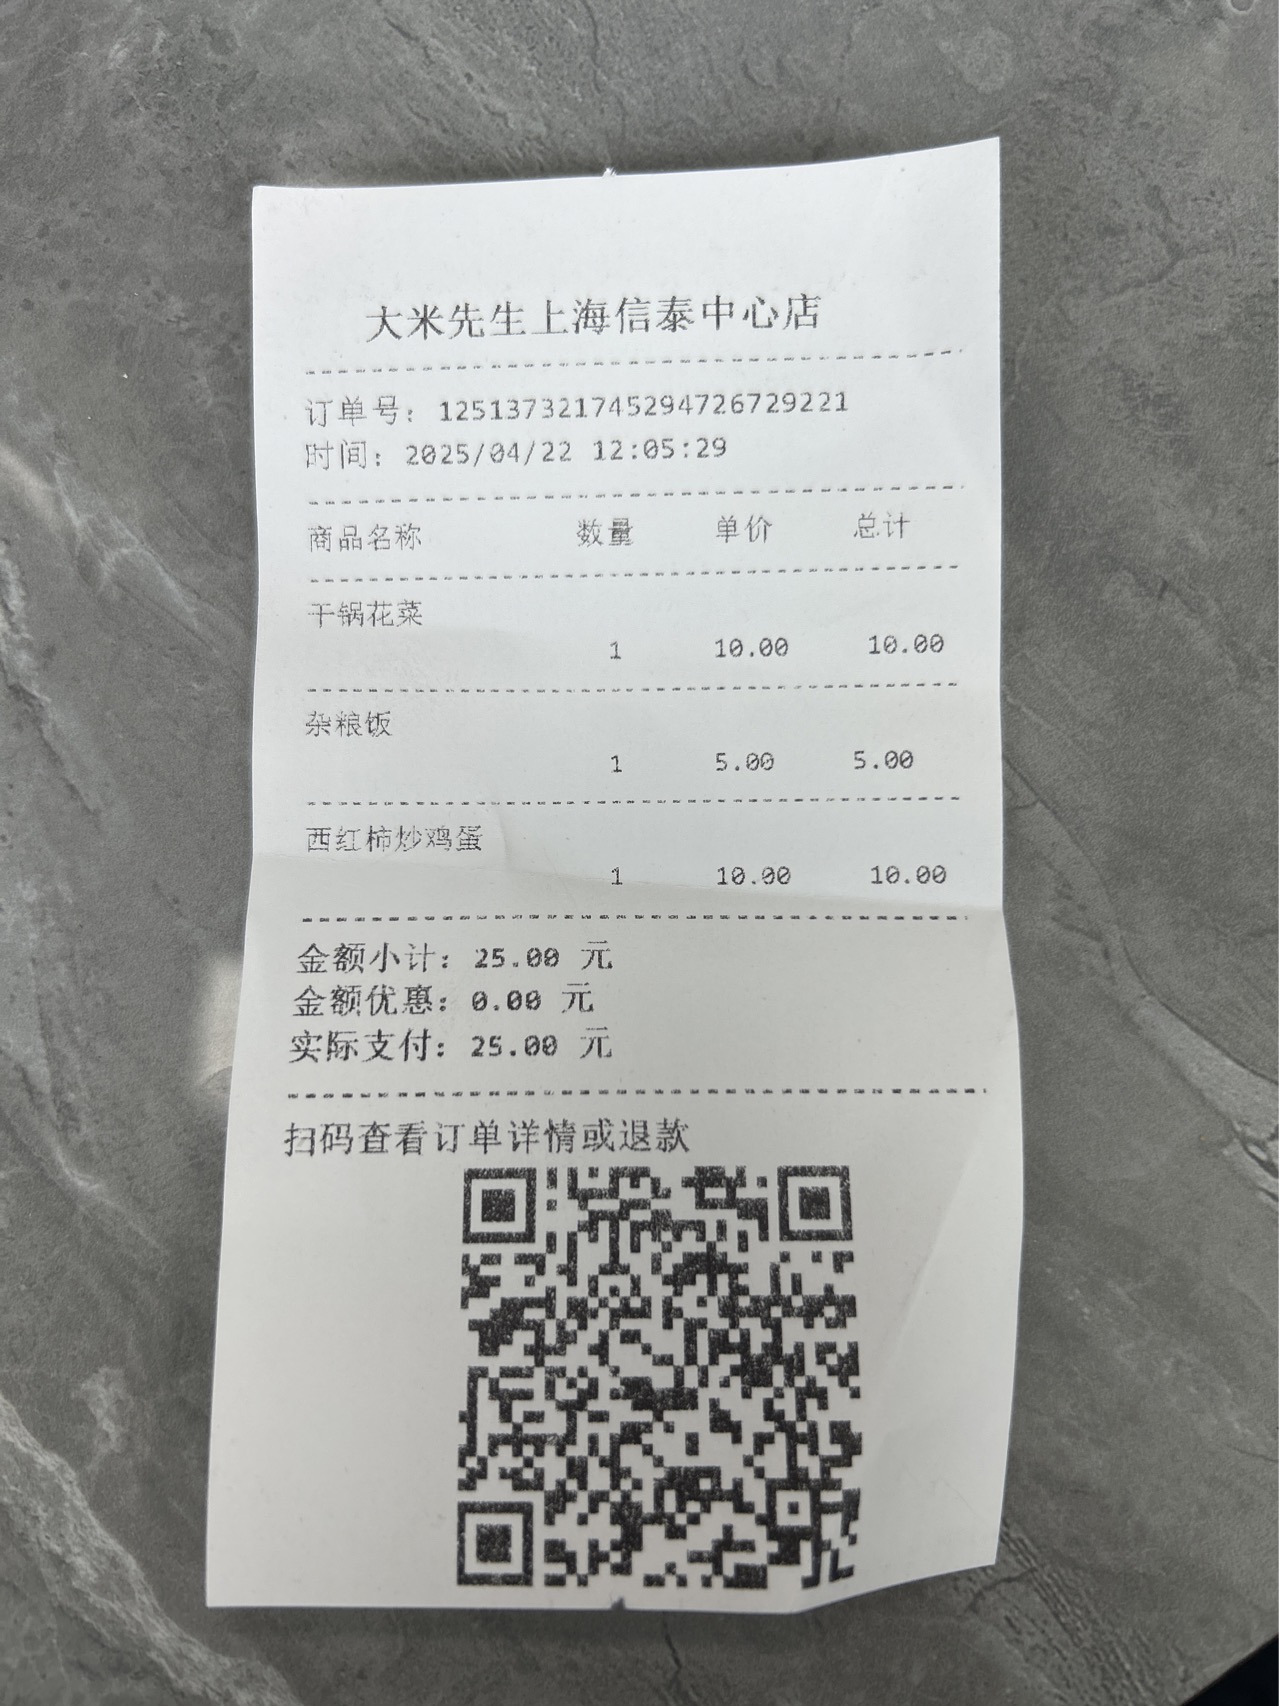 大米先生上海信泰中心店
订单号: 1251373217452947267​29221
时间: 2025/04/22 12:05:29
商品名称 数量 单价 总计
干锅花菜
1 10.00 10.00
杂粮饭
1 5.00 5.00
西红柿炒鸡蛋
1 10.00 10.00
金额小计: 25.00 元
金额优惠: 0.00 元
实际支付: 25.00 元
扫码查看订单详情或退款